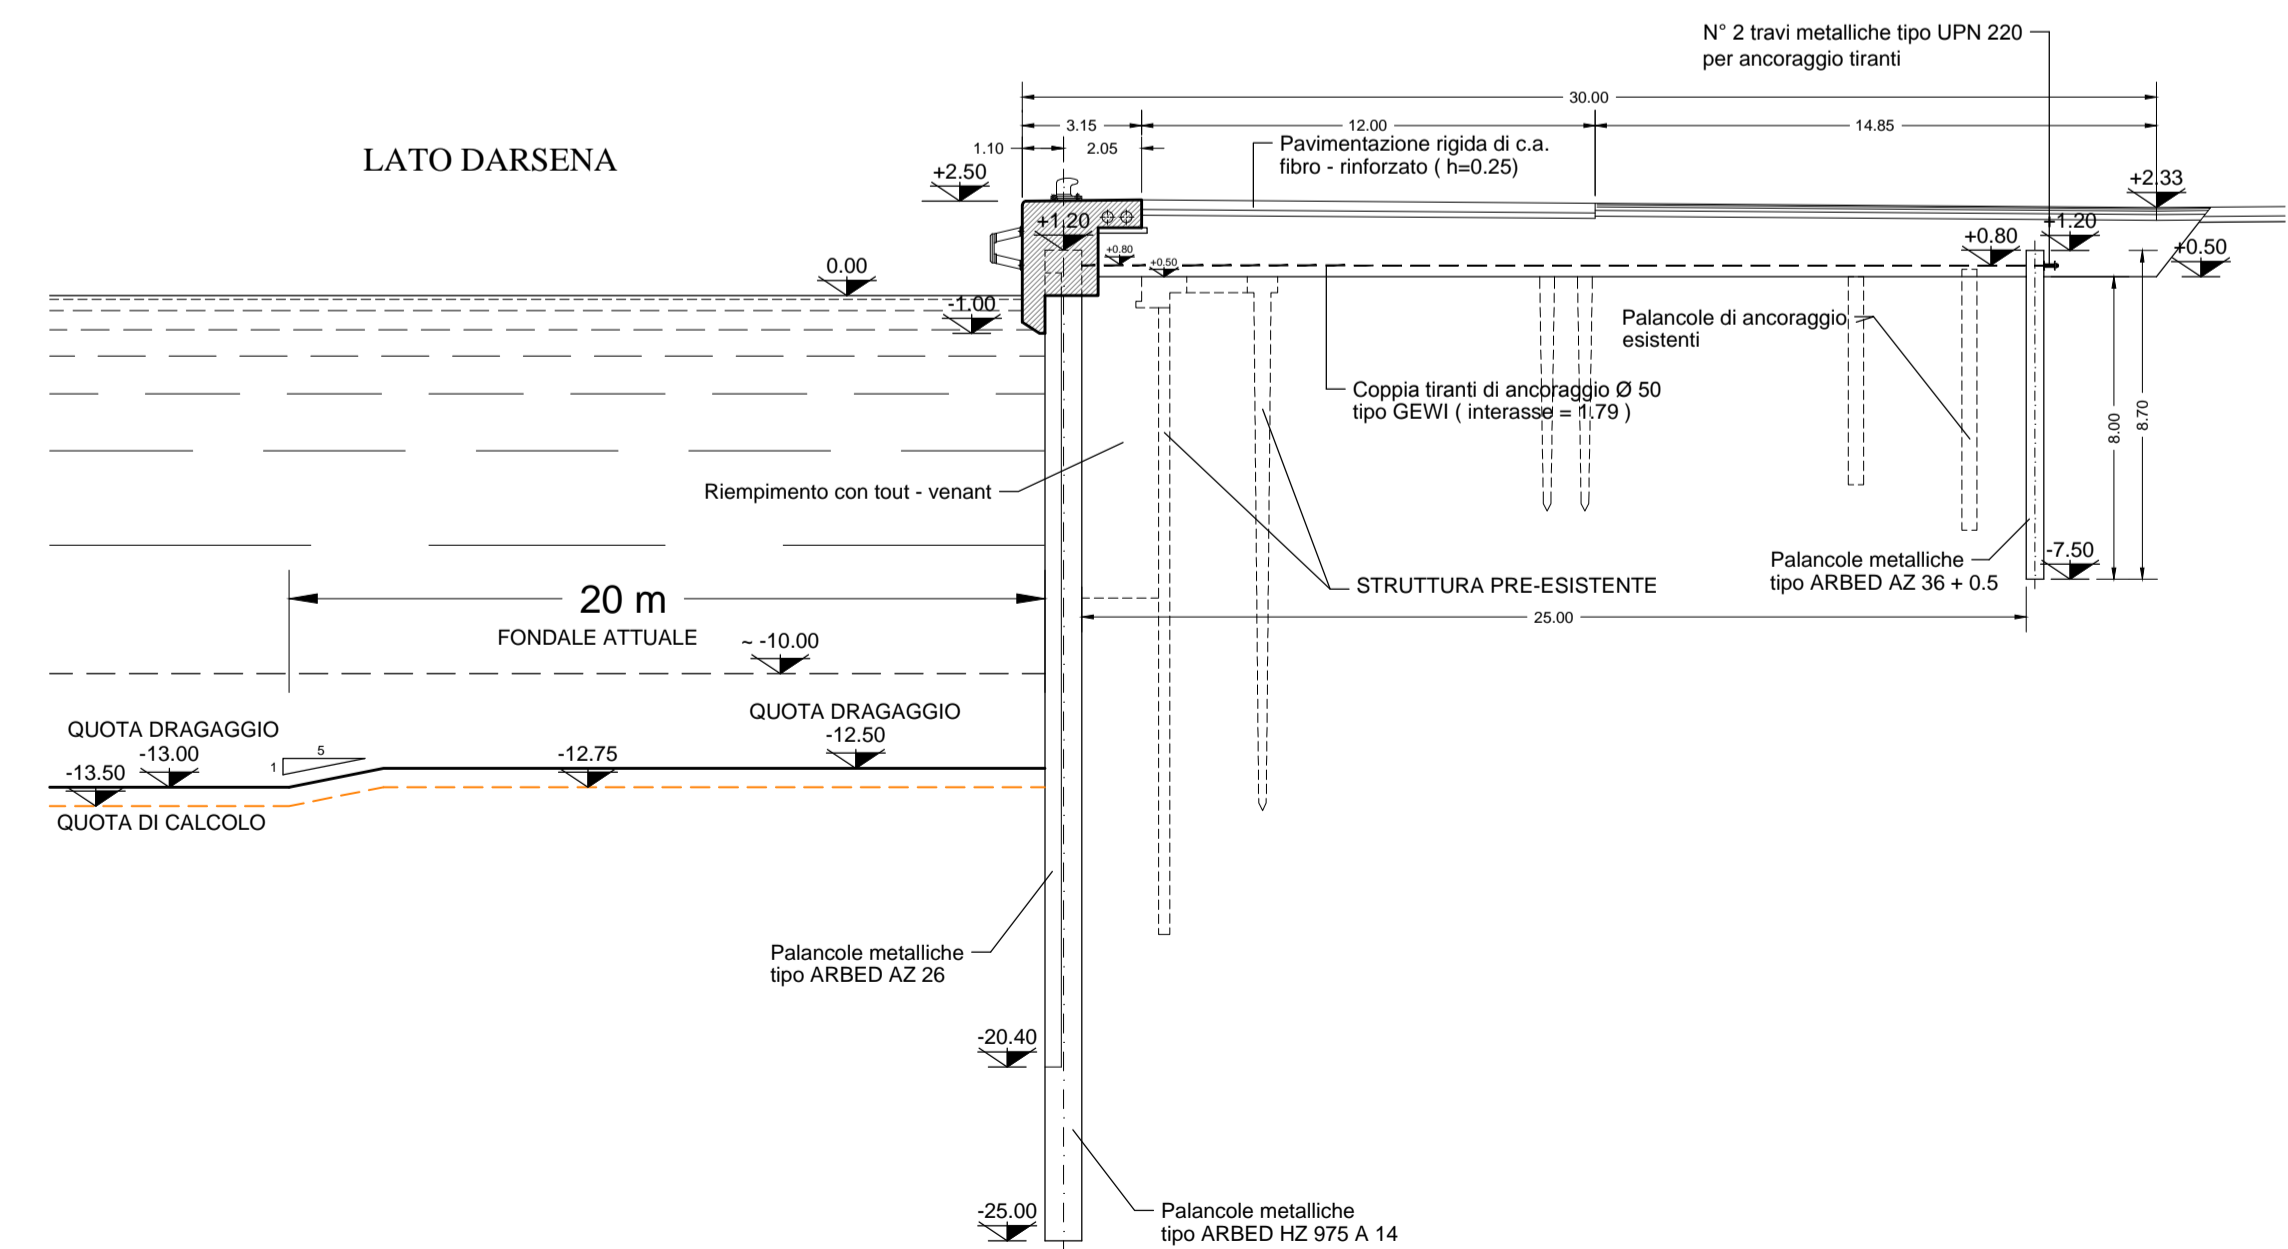 N° 2 travi metalliche tipo UPN 220
per ancoraggio tiranti
30.00
3.15
12.00
14.85
1.10
2.05
LATO DARSENA
Pavimentazione rigida di c.a.
fibro - rinforzato ( h=0.25)
+2.50
+2.33
+1.20
+1.20
+0.80
+0.50
+0.80
+0.50
0.00
-1.00
Palancole di ancoraggio
esistenti
Coppia tiranti di ancoraggio Ø 50
tipo GEWI ( interasse = 1.79 )
8.00
8.70
Riempimento con tout - venant
Palancole metalliche
tipo ARBED AZ 36 + 0.5
-7.50
STRUTTURA PRE-ESISTENTE
20 m
25.00
FONDALE ATTUALE
~ -10.00
QUOTA DRAGAGGIO
-13.00
QUOTA DRAGAGGIO
-12.50
5
1
-13.50
-12.75
QUOTA DI CALCOLO
Palancole metalliche
tipo ARBED AZ 26
-20.40
-25.00
Palancole metalliche
tipo ARBED HZ 975 A 14